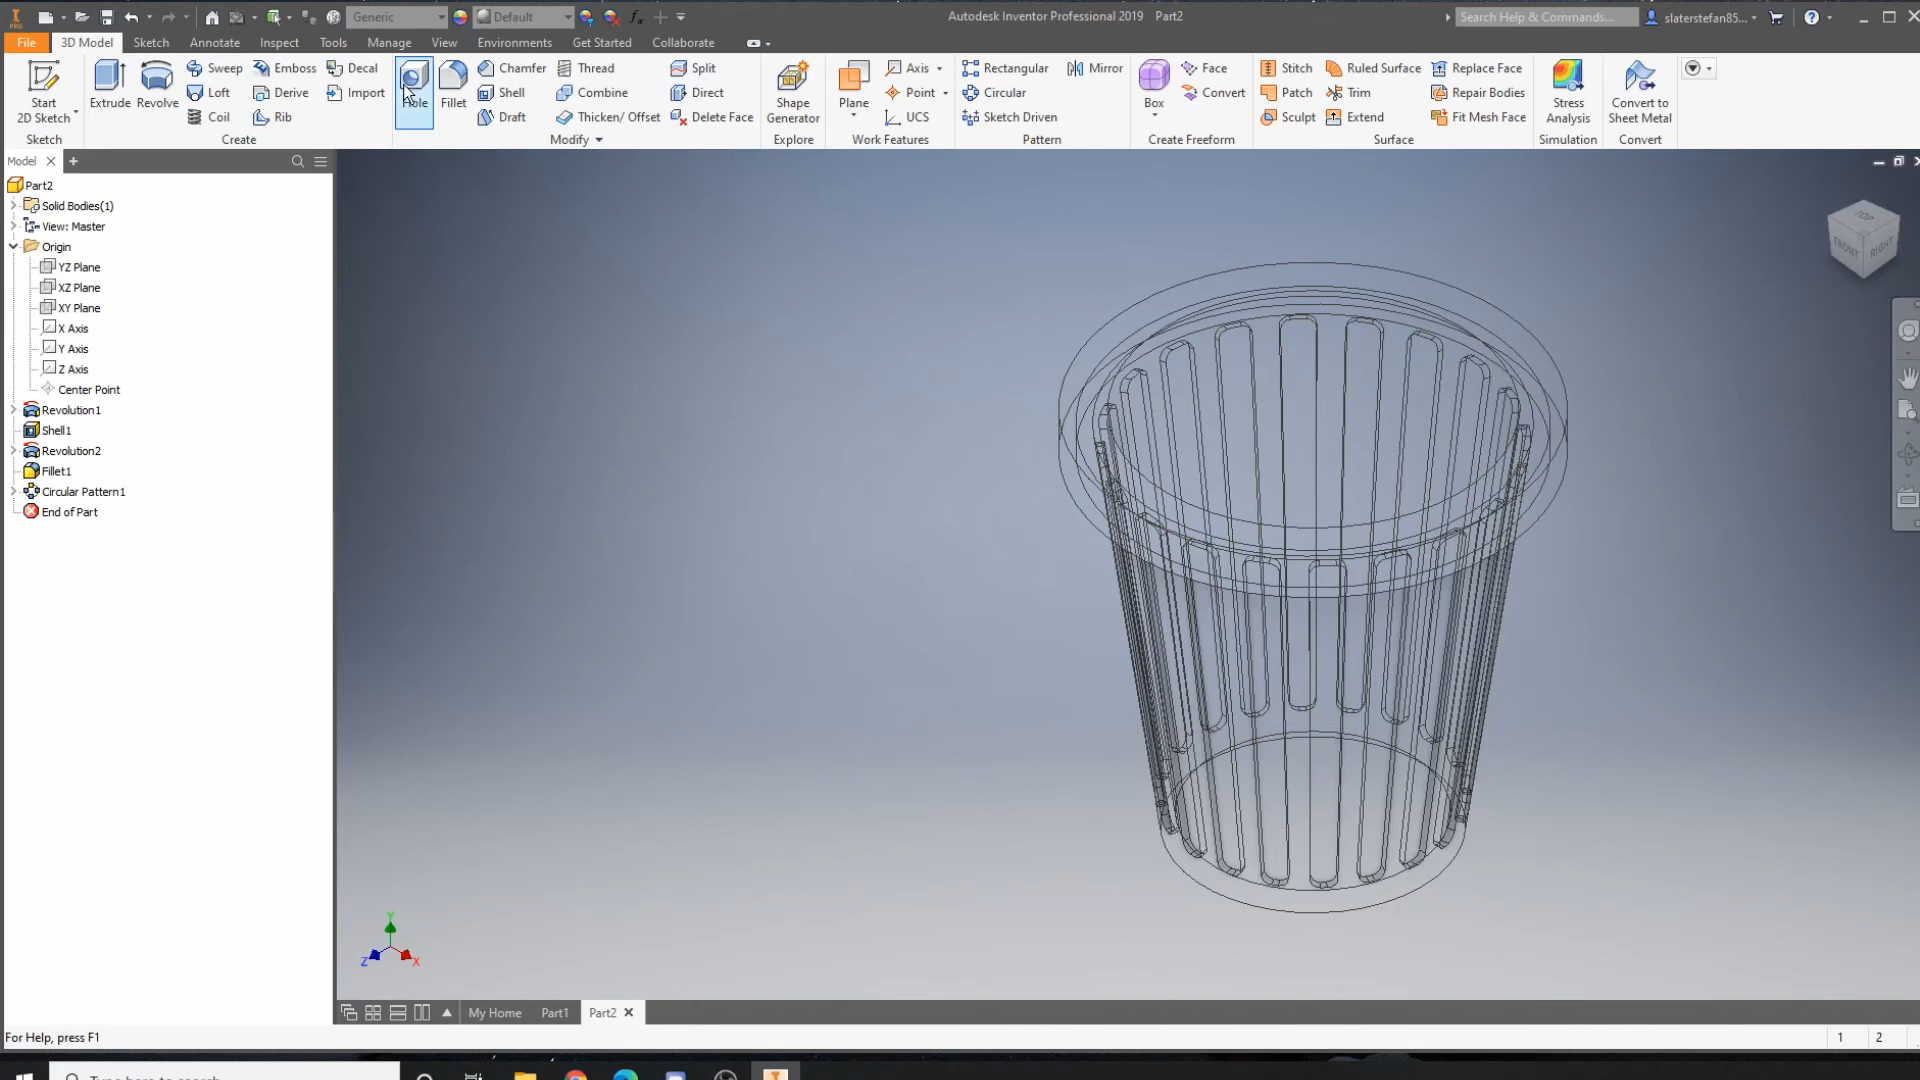 PRO
Generic
Default
Autodesk Inventor Professional 2019 Part2
Search Help & Commands...
slaterstefan85...
File 3D Model Sketch Annotate Inspect Tools Manage View Environments Get Started Collaborate
Start
2D Sketch
Extrude
Revolve
Sweep
Loft
Coil
Emboss
Derive
Rib
Decal
Import
Fillet
Chamfer
Shell
Draft
Thread
Combine
Thicken/ Offset
Split
Direct
Delete Face
Shape
Generator
Plane
Axis
Point
UCS
Rectangular
Circular
Sketch Driven
Mirror
Box
Face
Convert
Stitch
Patch
Sculpt
Ruled Surface
Trim
Extend
Replace Face
Repair Bodies
Fit Mesh Face
Stress
Analysis
Convert to
Sheet Metal
Sketch Create Modify Explore Work Features Pattern Create Freeform Surface Simulation Convert
Model
Part2
Solid Bodies(1)
View: Master
Origin
YZ Plane
XZ Plane
XY Plane
X Axis
Y Axis
Z Axis
Center Point
Revolution1
Shell1
Revolution2
Fillet1
Circular Pattern1
End of Part
TOP
FRONT
RIGHT
Y
Z
X
My Home Part1 Part2
For Help, press F1
1 2